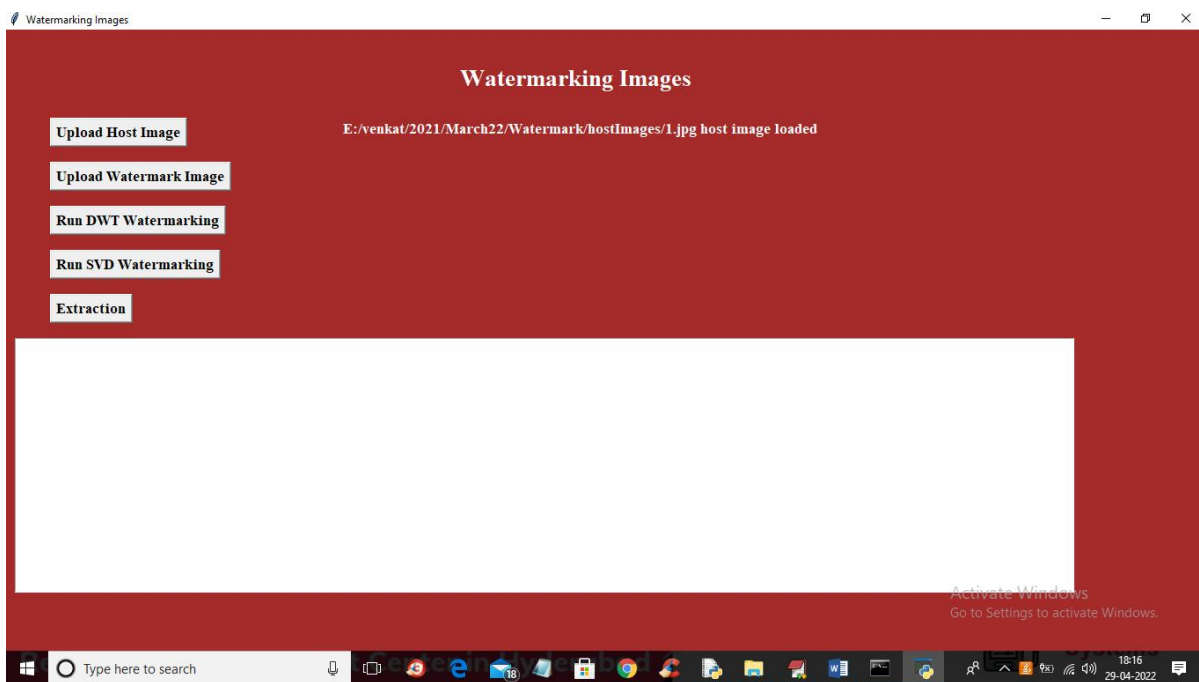 Watermarking Images
Watermarking Images
Upload Host Image
E:/venkat/2021/March22/Watermark/hostImages/1.jpg host image loaded
Upload Watermark Image
Run DWT Watermarking
Run SVD Watermarking
Extraction
Activate Windows
Go to Settings to activate Windows.
Type here to search
18
18:16
29-04-2022